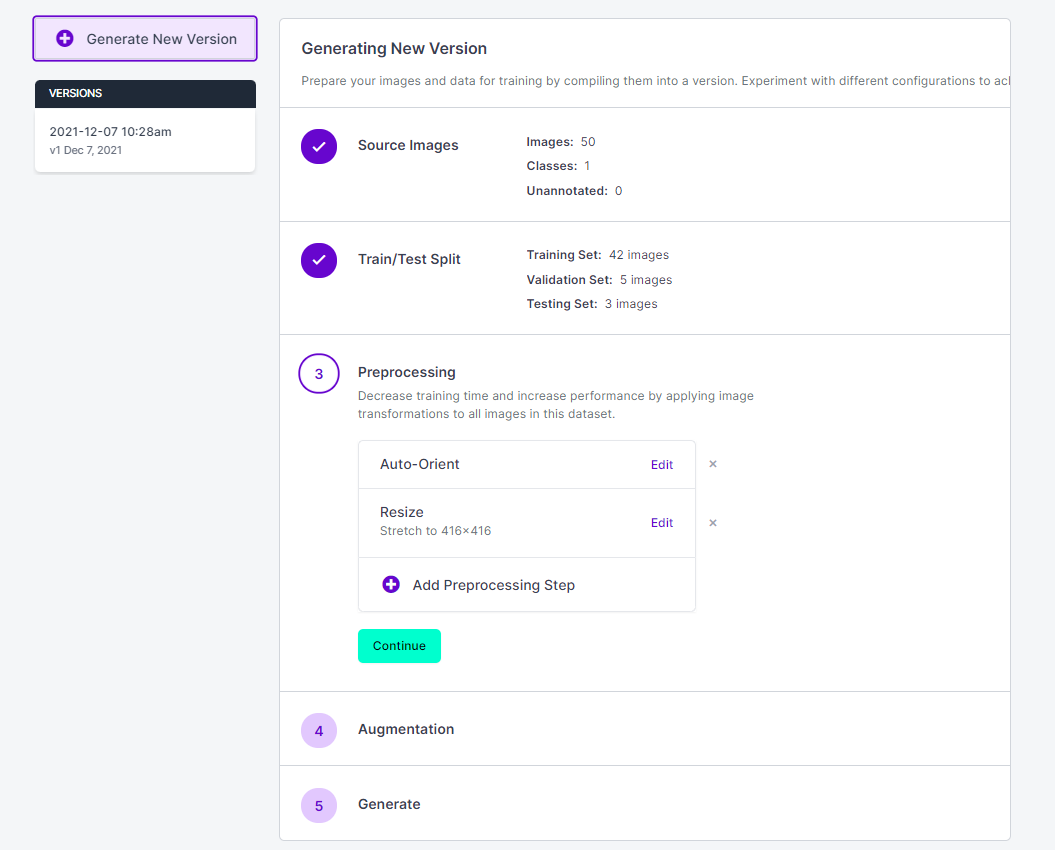 Generate New Version
VERSIONS
2021-12-07 10:28am
v1 Dec 7, 2021
Generating New Version
Prepare your images and data for training by compiling them into a version. Experiment with different configurations to
Source Images
Images: 50
Classes: 1
Unannotated: 0
Train/Test Split
Training Set: 42 images
Validation Set: 5 images
Testing Set: 3 images
3
Preprocessing
Decrease training time and increase performance by applying image
transformations to all images in this dataset.
Auto-Orient
Edit
×
Resize
Stretch to 416×416
Edit
×
Add Preprocessing Step
Continue
4
Augmentation
5
Generate